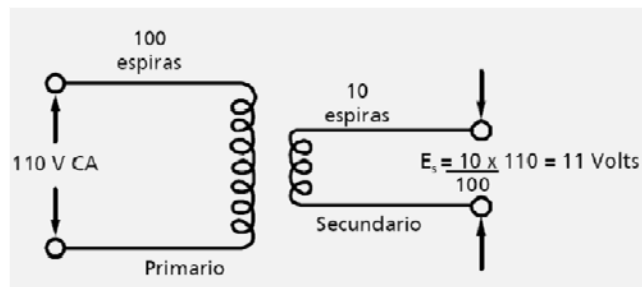 100
espiras
10
espiras
110 V CA
Es = 10 x 110 = 11 Volts
100
Secundario
Primario